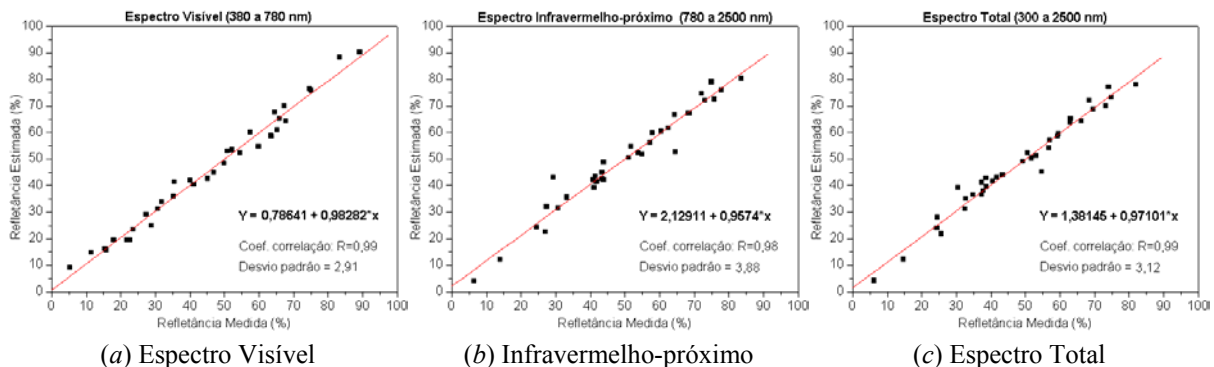 Espectro Visível (380 a 780 nm)
Refletância Estimada (%)
100
90
80
70
60
50
40
30
20
10
0
Y = 0,78641 + 0,98282*x
Coef. correlação: R=0,99
Desvio padrão = 2,91
0 10 20 30 40 50 60 70 80 90 100
Refletância Medida (%)
(a) Espectro Visível
Espectro Infravermelho-próximo (780 a 2500 nm)
Refletância Estimada (%)
100
90
80
70
60
50
40
30
20
10
0
Y = 2,12911 + 0,9574*x
Coef. correlação: R=0,98
Desvio padrão = 3,88
0 10 20 30 40 50 60 70 80 90 100
Refletância Medida (%)
(b) Infravermelho-próximo
Espectro Total (300 a 2500 nm)
Refletância Estimada (%)
100
90
80
70
60
50
40
30
20
10
0
Y = 1,38145 + 0,97101*x
Coef. correlação: R=0,99
Desvio padrão = 3,12
0 10 20 30 40 50 60 70 80 90 100
Refletância Medida (%)
(c) Espectro Total